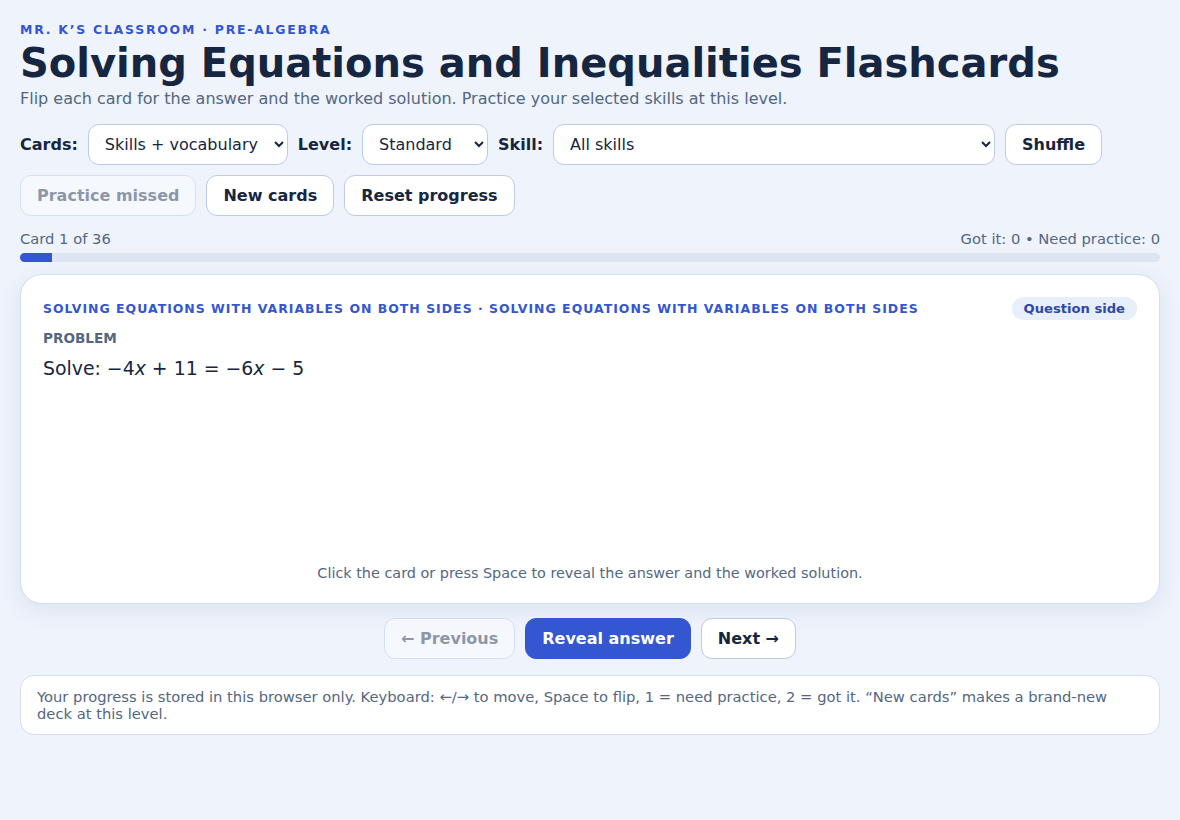 MR. K’S CLASSROOM · PRE-ALGEBRA
Solving Equations and Inequalities Flashcards
Flip each card for the answer and the worked solution. Practice your selected skills at this level.
Cards: Skills + vocabulary Level: Standard Skill: All skills Shuffle
Practice missed New cards Reset progress
Card 1 of 36 Got it: 0 • Need practice: 0
SOLVING EQUATIONS WITH VARIABLES ON BOTH SIDES · SOLVING EQUATIONS WITH VARIABLES ON BOTH SIDES Question side
PROBLEM
Solve: −4x + 11 = −6x − 5
Click the card or press Space to reveal the answer and the worked solution.
← Previous Reveal answer Next →
Your progress is stored in this browser only. Keyboard: ←/→ to move, Space to flip, 1 = need practice, 2 = got it. “New cards” makes a brand-new
deck at this level.